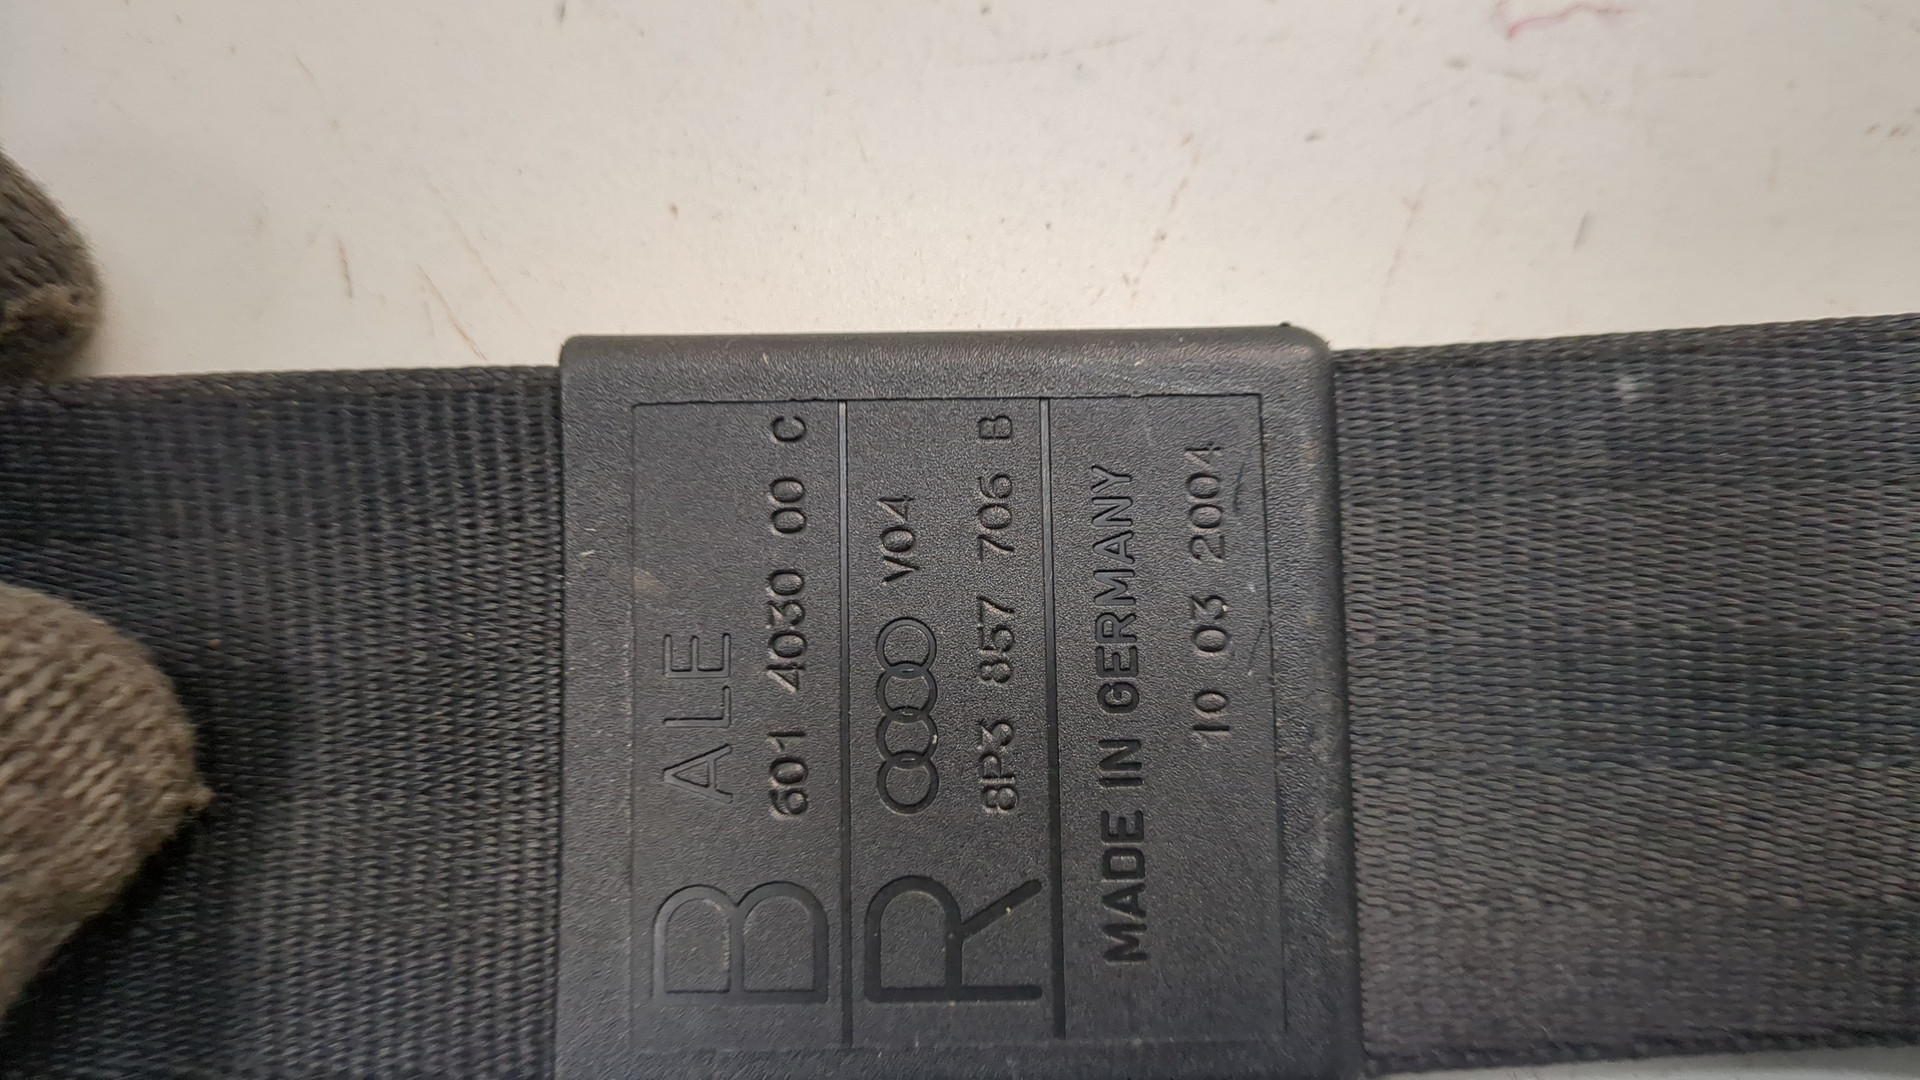 B ALE
601 4030 00 C
R V04
8P3 857 706 B
MADE IN GERMANY
10 03 2004